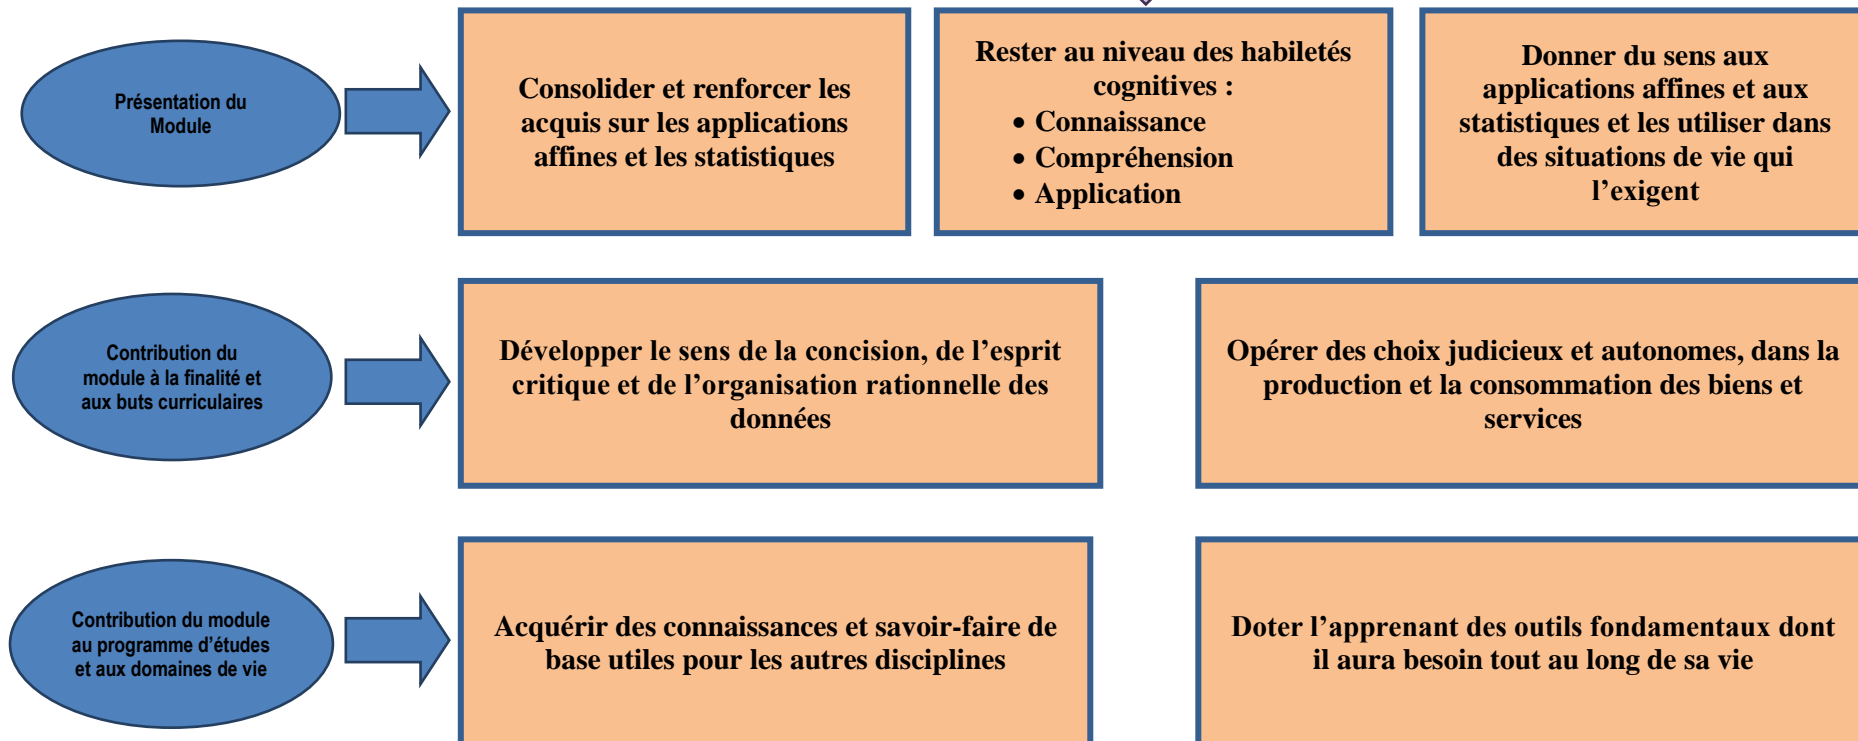 Présentation du
Module
Consolider et renforcer les
acquis sur les applications
affines et les statistiques
Rester au niveau des habiletés
cognitives :
• Connaissance
• Compréhension
• Application
Donner du sens aux
applications affines et aux
statistiques et les utiliser dans
des situations de vie qui
l’exigent
Contribution du
module à la finalité et
aux buts curriculaires
Développer le sens de la concision, de l’esprit
critique et de l’organisation rationnelle des
données
Opérer des choix judicieux et autonomes, dans la
production et la consommation des biens et
services
Contribution du module
au programme d’études
et aux domaines de vie
Acquérir des connaissances et savoir-faire de
base utiles pour les autres disciplines
Doter l’apprenant des outils fondamentaux dont
il aura besoin tout au long de sa vie